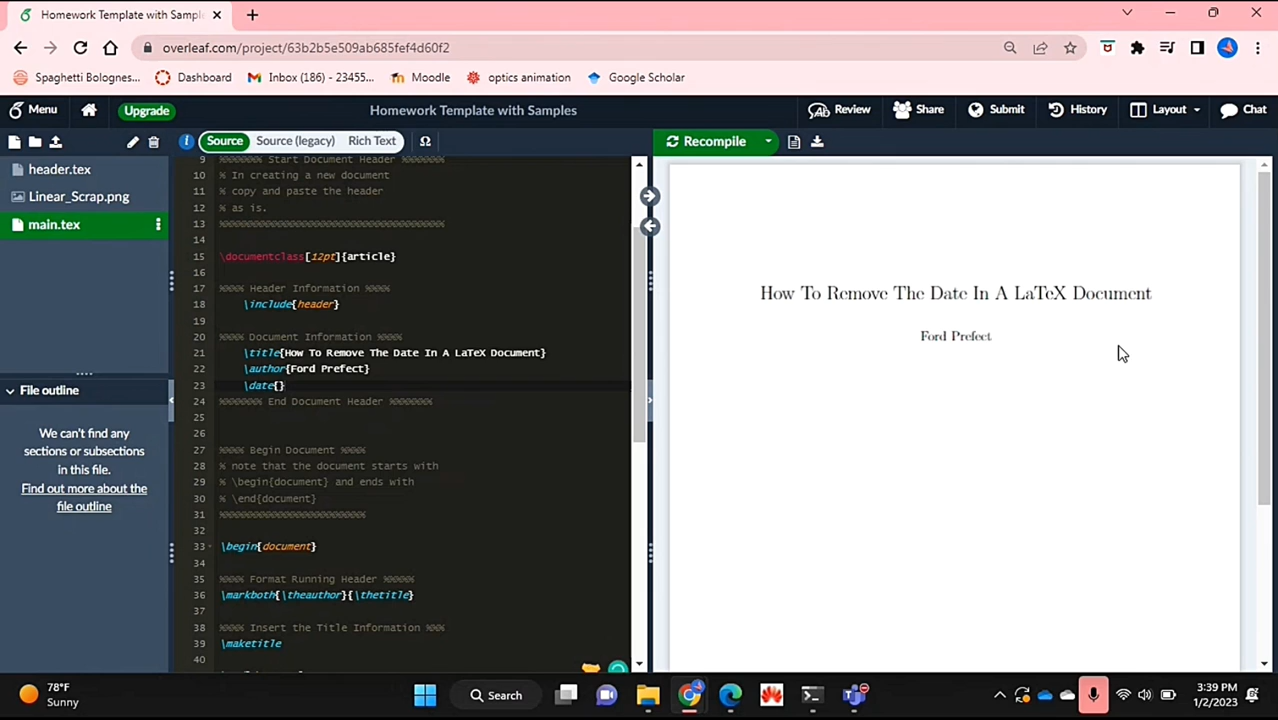 Homework Template with Sampl
overleaf.com/project/63b2b5e509ab685fef4d60f2
Spaghetti Bolognes...
Dashboard
Inbox (186) - 23455...
Moodle
optics animation
Google Scholar
Menu
Upgrade
Homework Template with Samples
Review
Share
Submit
History
Layout
Chat
Source
Source (legacy)
Rich Text
Ω
Recompile
header.tex
Linear_Scrap.png
main.tex
File outline
We can't find any
sections or subsections
in this file.
Find out more about the
file outline
9 %%%%%%% Start Document Header %%%%%%%
10 % In creating a new document
11 % copy and paste the header
12 % as is.
13 %%%%%%%%%%%%%%%%%%%%%%%%%%%%%%%%%%%%%
14
15 \documentclass[12pt]{article}
16
17 %%%% Header Information %%%%
18 \include{header}
19
20 %%%% Document Information %%%%
21 \title{How To Remove The Date In A LaTeX Document}
22 \author{Ford Prefect}
23 \date{}
24 %%%%%%% End Document Header %%%%%%%
25
26
27 %%%% Begin Document %%%%
28 % note that the document starts with
29 % \begin{document} and ends with
30 % \end{document}
31 %%%%%%%%%%%%%%%%%%%%%%%%
32
33 \begin{document}
34
35 %%%% Format Running Header %%%%%
36 \markboth{\theauthor}{\thetitle}
37
38 %%%% Insert the Title Information %%%
39 \maketitle
40
How To Remove The Date In A LaTeX Document
Ford Prefect
78°F
Sunny
Search
3:39 PM
1/2/2023